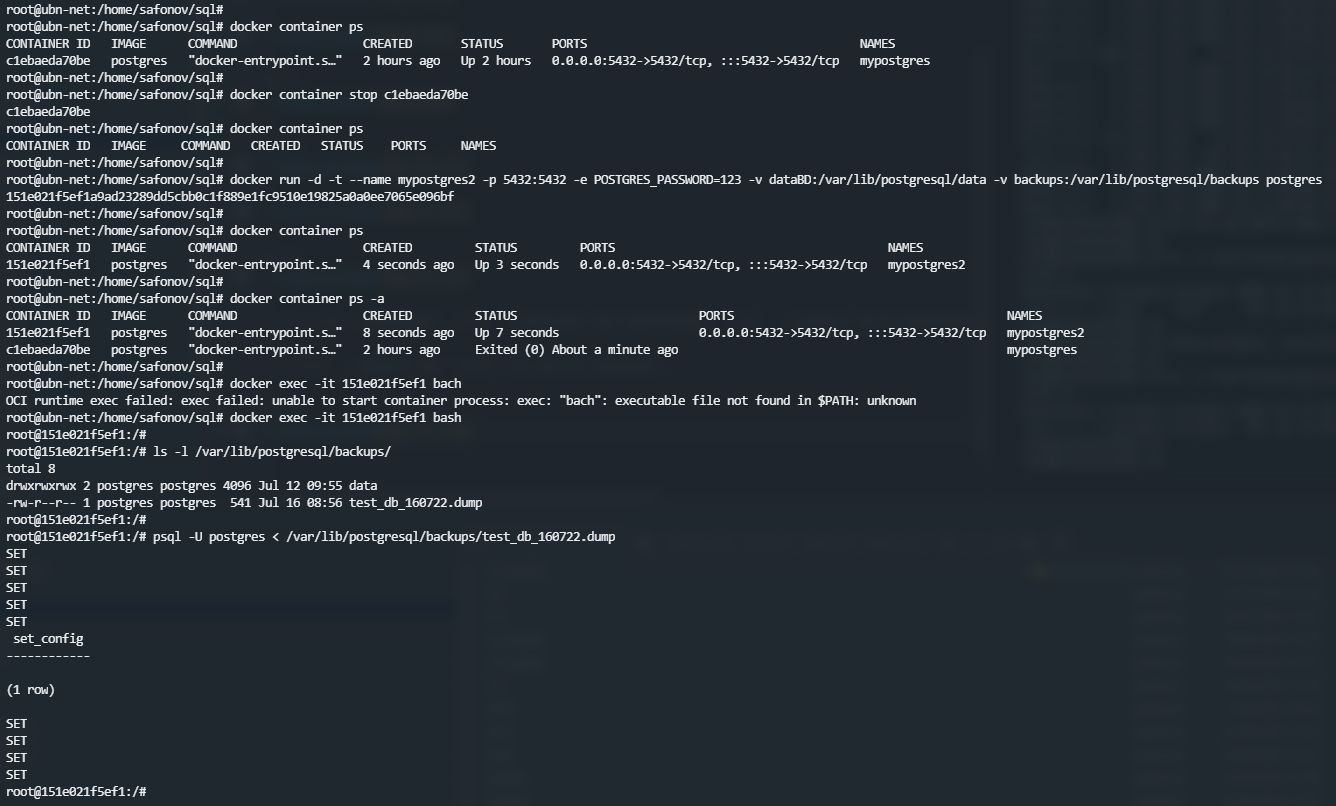 root@ubn-net:/home/safonov/sql#
root@ubn-net:/home/safonov/sql# docker container ps
CONTAINER ID   IMAGE      COMMAND                  CREATED       STATUS       PORTS                                       NAMES
c1ebaeda70be   postgres   "docker-entrypoint.s…"   2 hours ago   Up 2 hours   0.0.0.0:5432->5432/tcp, :::5432->5432/tcp   mypostgres
root@ubn-net:/home/safonov/sql#
root@ubn-net:/home/safonov/sql# docker container stop c1ebaeda70be
c1ebaeda70be
root@ubn-net:/home/safonov/sql# docker container ps
CONTAINER ID   IMAGE     COMMAND   CREATED   STATUS    PORTS     NAMES
root@ubn-net:/home/safonov/sql#
root@ubn-net:/home/safonov/sql# docker run -d -t --name mypostgres2 -p 5432:5432 -e POSTGRES_PASSWORD=123 -v dataBD:/var/lib/postgresql/data -v backups:/var/lib/postgresql/backups postgres
151e021f5ef1a9ad23289dd5cbb0c1f889e1fc9510e19825a0a0ee7065e096bf
root@ubn-net:/home/safonov/sql#
root@ubn-net:/home/safonov/sql# docker container ps
CONTAINER ID   IMAGE      COMMAND                  CREATED         STATUS         PORTS                                       NAMES
151e021f5ef1   postgres   "docker-entrypoint.s…"   4 seconds ago   Up 3 seconds   0.0.0.0:5432->5432/tcp, :::5432->5432/tcp   mypostgres2
root@ubn-net:/home/safonov/sql#
root@ubn-net:/home/safonov/sql# docker container ps -a
CONTAINER ID   IMAGE      COMMAND                  CREATED         STATUS                          PORTS                                       NAMES
151e021f5ef1   postgres   "docker-entrypoint.s…"   8 seconds ago   Up 7 seconds                    0.0.0.0:5432->5432/tcp, :::5432->5432/tcp   mypostgres2
c1ebaeda70be   postgres   "docker-entrypoint.s…"   2 hours ago     Exited (0) About a minute ago                                               mypostgres
root@ubn-net:/home/safonov/sql#
root@ubn-net:/home/safonov/sql# docker exec -it 151e021f5ef1 bach
OCI runtime exec failed: exec failed: unable to start container process: exec: "bach": executable file not found in $PATH: unknown
root@ubn-net:/home/safonov/sql# docker exec -it 151e021f5ef1 bash
root@151e021f5ef1:/#
root@151e021f5ef1:/# ls -l /var/lib/postgresql/backups/
total 8
drwxrwxrwx 2 postgres postgres 4096 Jul 12 09:55 data
-rw-r--r-- 1 postgres postgres  541 Jul 16 08:56 test_db_160722.dump
root@151e021f5ef1:/#
root@151e021f5ef1:/# psql -U postgres < /var/lib/postgresql/backups/test_db_160722.dump
SET
SET
SET
SET
SET
 set_config
------------
(1 row)
SET
SET
SET
SET
root@151e021f5ef1:/#